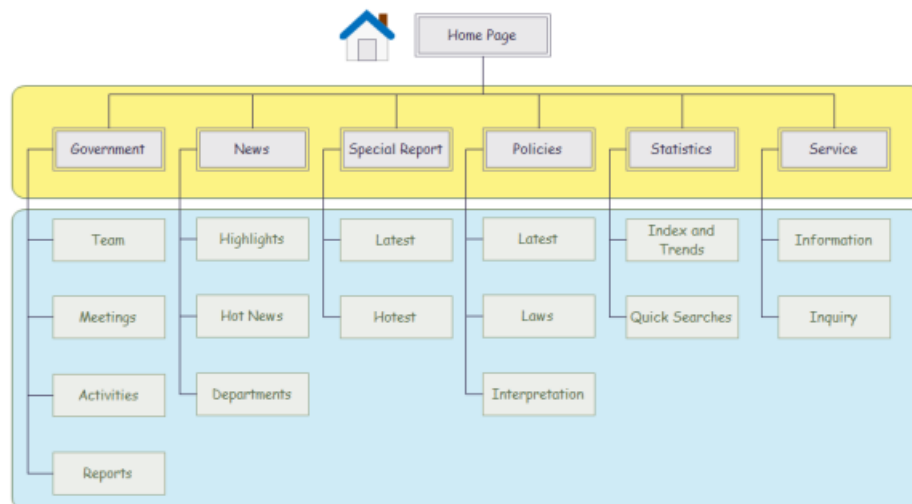 Home Page
Government
News
Special Report
Policies
Statistics
Service
Team
Highlights
Latest
Latest
Index and
Trends
Information
Meetings
Hot News
Hotest
Laws
Quick Searches
Inquiry
Activities
Departments
Interpretation
Reports